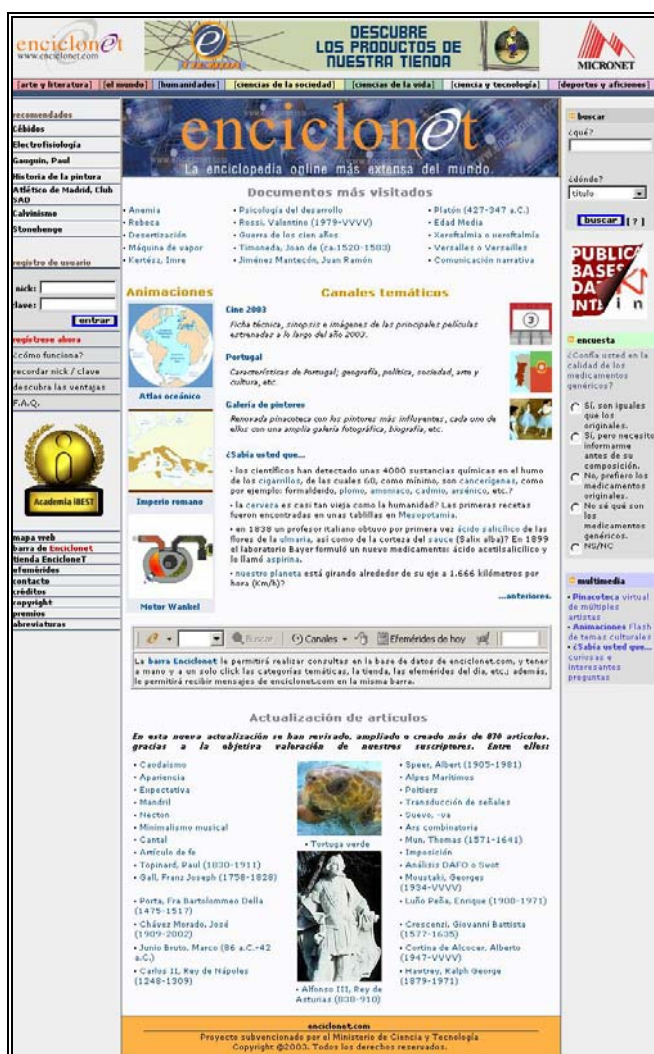 enciclonet
www.enciclonet.com
DESCUBRE
LOS PRODUCTOS DE
NUESTRA TIENDA
MICRONET
[arte y literatura] [el mundo] [humanidades] [ciencias de la sociedad] [ciencias de la vida] [ciencia y tecnología] [deportes y aficiones]
recomendados
Cébidos
Electrofisiología
Gauguin, Paul
Historia de la pintura
Atlético de Madrid, Club
SAD
Calvinismo
Stonehenge
registro de usuario
nick:
clave:
entrar
regístrese ahora
¿cómo funciona?
recordar nick / clave
descubra las ventajas
F.A.Q.
Academia iBEST
mapa web
barra de Enciclonet
tienda EncicloneT
efemérides
contacto
créditos
copyright
premios
abreviaturas
enciclonet
La enciclopedia online más extensa del mundo.
Documentos más visitados
• Anemia
• Rebeca
• Desertización
• Máquina de vapor
• Kertész, Imre
• Psicología del desarrollo
• Rossi, Valentino (1979-VVVV)
• Guerra de los cien años
• Timoneda, Joan de (ca.1520-1583)
• Jiménez Mantecón, Juan Ramón
• Platón (427-347 a.C.)
• Edad Media
• Xeroftalmia o xeroftalmía
• Versalles o Versailles
• Comunicación narrativa
Animaciones
Atlas oceánico
Imperio romano
Motor Wankel
Canales temáticos
Cine 2003
Ficha técnica, sinopsis e imágenes de las principales películas
estrenadas a lo largo del año 2003.
3
Portugal
Características de Portugal; geografía, política, sociedad, arte y
cultura, etc.
Galería de pintores
Renovada pinacoteca con los pintores más influyentes, cada uno de
ellos con una amplia galería fotográfica, biografía, etc.
¿Sabía usted que...
• los científicos han detectado unas 4000 sustancias químicas en el humo
de los cigarrillos, de las cuales 60, como mínimo, son cancerígenas, como
por ejemplo: formaldeido, plomo, amoniaco, cadmio, arsénico, etc.?
• la cerveza es casi tan vieja como la humanidad? Las primeras recetas
fueron encontradas en unas tablillas en Mesopotamia.
• en 1838 un profesor italiano obtuvo por primera vez ácido salicílico de las
flores de la ulmaria, así como de la corteza del sauce (Salix alba)? En 1899
el laboratorio Bayer formuló un nuevo medicamentos: ácido acetilsalicílico y
lo llamó aspirina.
• nuestro planeta está girando alrededor de su eje a 1.666 kilómetros por
hora (Km/h)?
...anteriores.
Buscar Canales Efemérides de hoy
La barra Enciclonet le permitirá realizar consultas en la base de datos de enciclonet.com, y tener
a mano y a un solo click las categorías temáticas, la tienda, las efemérides del día, etc.; además,
le permitirá recibir mensajes de enciclonet.com en la misma barra.
Actualización de artículos
En esta nueva actualización se han revisado, ampliado o creado más de 870 artículos,
gracias a la objetiva valoración de nuestros suscriptores. Entre ellos:
• Caodaísmo
• Apariencia
• Expectativa
• Mandril
• Necton
• Minimalismo musical
• Cantal
• Artículo de fe
• Topinard, Paul (1830-1911)
• Gall, Franz Joseph (1758-1828)
• Porta, Fra Bartolommeo Della
(1475-1517)
• Chávez Morado, José
(1909-2002)
• Junio Bruto, Marco (86 a.C.-42
a.C.)
• Carlos II, Rey de Nápoles
(1248-1309)
• Tortuga verde
• Alfonso III, Rey de
Asturias (838-910)
• Speer, Albert (1905-1981)
• Alpes Marítimos
• Poitiers
• Transducción de señales
• Suevo, -va
• Ars combinatoria
• Mun, Thomas (1571-1641)
• Imposición
• Análisis DAFO o Swot
• Moustaki, Georges
(1934-VVVV)
• Luño Peña, Enrique (1900-1971)
• Crescenzi, Giovanni Battista
(1577-1635)
• Cortina de Alcocer, Alberto
(1947-VVVV)
• Hawtrey, Ralph George
(1879-1971)
enciclonet.com
Proyecto subvencionado por el Ministerio de Ciencia y Tecnología
Copyright @2003. Todos los derechos reservados.
buscar
¿qué?
¿dónde?
título
buscar [ ? ]
PUBLICA
BASES
DA
INTE in
encuesta
¿Confía usted en la
calidad de los
medicamentos
genéricos?
Sí, son iguales
que los
originales.
Sí, pero necesito
informarme
antes de su
composición.
No, prefiero los
medicamentos
originales.
No sé qué son
los
medicamentos
genéricos.
NS/NC
multimedia
• Pinacoteca virtual
de múltiples
artistas
• Animaciones Flash
de temas culturales
• ¿Sabía usted que...
curiosas e
interesantes
preguntas